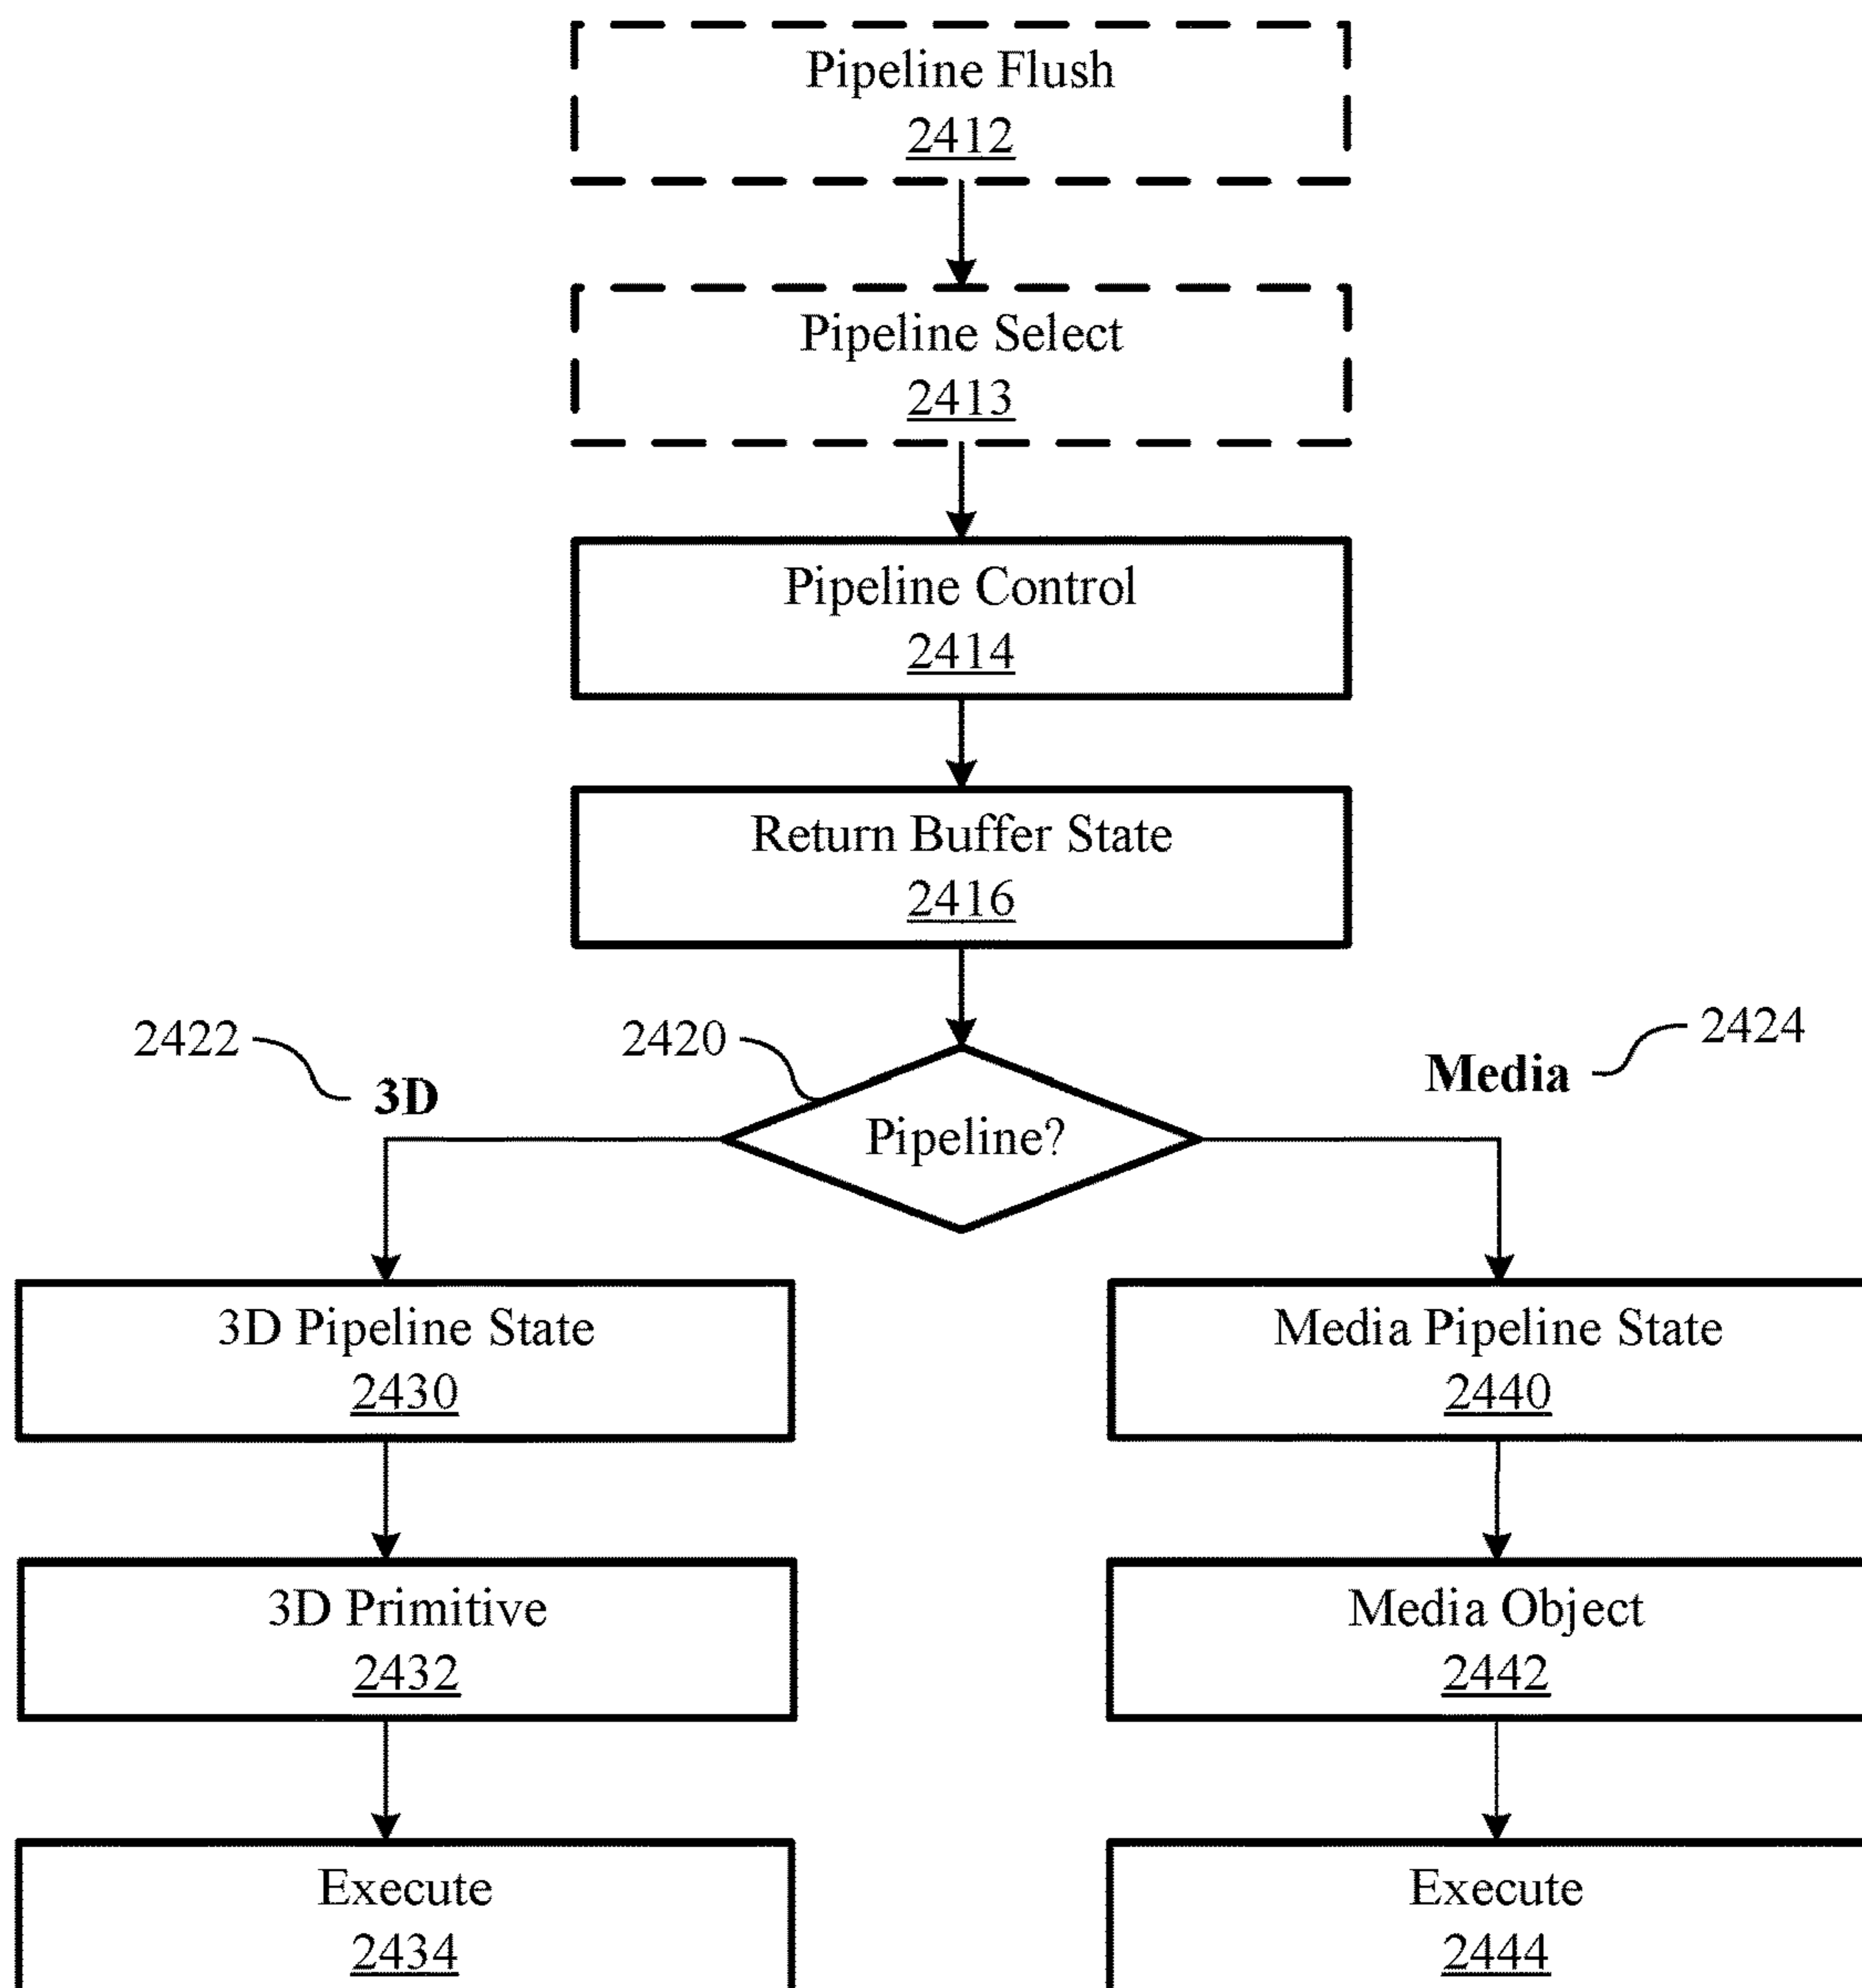 Pipeline Flush
2412
Pipeline Select
2413
Pipeline Control
2414
Return Buffer State
2416
2422
2420
2424
3D
Media
Pipeline?
3D Pipeline State
2430
Media Pipeline State
2440
3D Primitive
2432
Media Object
2442
Execute
2434
Execute
2444